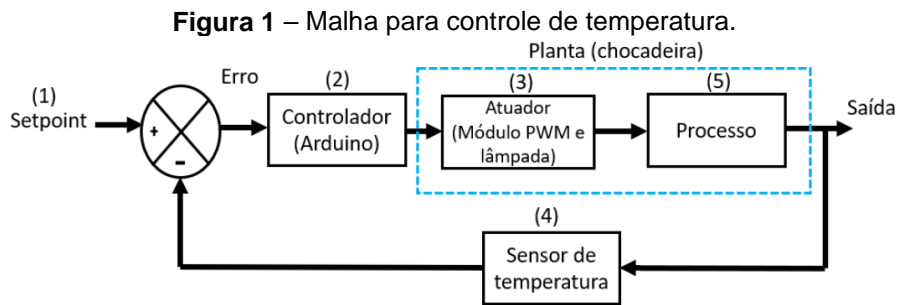 Figura 1 – Malha para controle de temperatura.
Planta (chocadeira)
(1)
Setpoint
+
-
Erro
(2)
Controlador
(Arduino)
(3)
Atuador
(Módulo PWM e
lâmpada)
(5)
Processo
Saída
(4)
Sensor de
temperatura